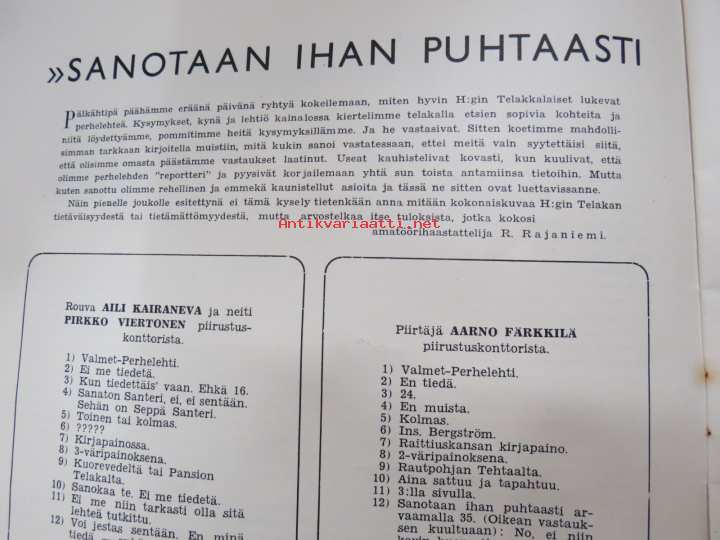 »SANOTAAN IHAN PUHTAASTI
Pälkähtipä päähämme eräänä päivänä ryhtyä kokeilemaan, miten hyvin H:gin Telakkalaiset lukevat
perhelehteä. Kysymykset, kynä ja lehtiö kainalossa kiertelimme telakalla etsien sopivia kohteita ja
niitä löydettyämme, pommitimme heitä kysymyksillämme. Ja he vastasivat. Sitten koetimme mahdolli-
simman tarkkaan kirjoitella muistiin, mitä kukin sanoi vastatessaan, ettei meitä vain syytettäisi siitä,
että olisimme omasta päästämme vastaukset laatinut. Useat kauhistelivat kovasti, kun kuulivat, että
olimme perhelehden "reportteri" ja pyysivät korjailemaan yhtä sun toista antamiinsa tietoihin. Mutta
kuten sanottu olimme rehellinen ja emmekä kaunistellut asioita ja tässä ne sitten ovat luettavissanne.
Näin pienelle joukolle esitettynä ei tämä kysely tietenkään anna mitään kokonaiskuvaa H:gin Telakan
tietäväisyydestä tai tietämättömyydestä, mutta arvostelkaa itse tuloksista, jotka kokosi
amatöörihaastattelija R. Rajaniemi.
Antikvariaatti.net
Rouva AILI KAIRANEVA ja neiti
PIRKKO VIERTONEN piirustus-
konttorista.
1) Valmet-Perhelehti.
2) Ei me tiedetä.
3) Kun tiedettäis' vaan. Ehkä 16.
4) Sanaton Santeri, ei, ei sentään.
Sehän on Seppä Santeri.
5) Toinen tai kolmas.
6) ?????
7) Kirjapainossa.
8) 3-väripainoksena.
9) Kuorevedeltä tai Pansion
Telakalta.
10) Sanokaa te. Ei me tiedetä.
11) Ei me niin tarkasti olla sitä
lehteä tutkittu.
12) Voi jestas sentään. En minä
Piirtäjä AARNO FÄRKKILÄ
piirustuskonttorista.
1) Valmet-Perhelehti.
2) En tiedä.
3) 24.
4) En muista.
5) Kolmas.
6) Ins. Bergström.
7) Raittiuskansan kirjapaino.
8) 2-väripainoksena.
9) Rautpohjan Tehtaalta.
10) Aina sattuu ja tapahtuu.
11) 3:lla sivulla.
12) Sanotaan ihan puhtaasti ar-
vaamalla 35. (Oikean vastauk-
sen kuultuaan): No, ei niin